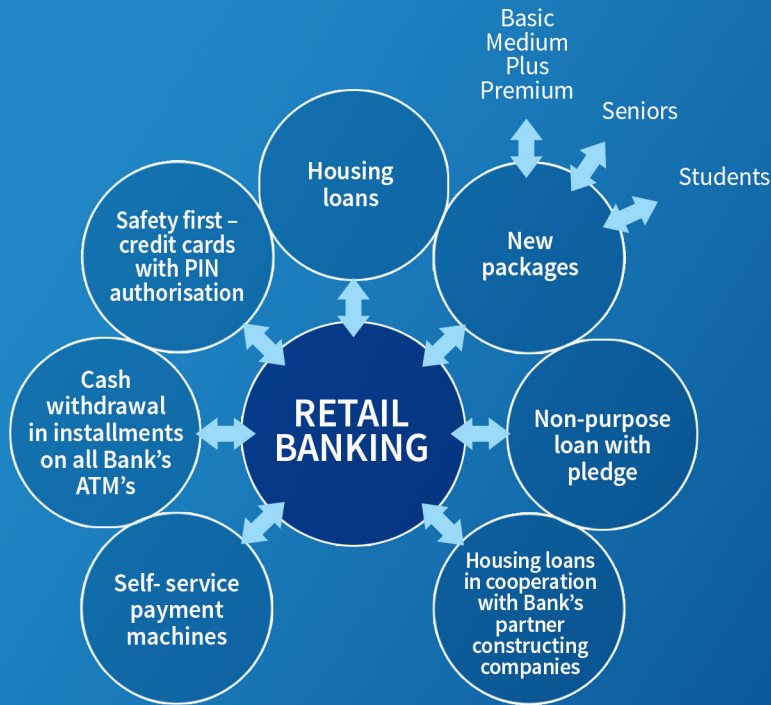 Basic
Medium
Plus
Premium
Seniors
Students
Housing
loans
New
packages
Safety first –
credit cards
with PIN
authorisation
Cash
withdrawal
in installments
on all Bank's
ATM's
RETAIL
BANKING
Non-purpose
loan with
pledge
Self- service
payment
machines
Housing loans
in cooperation
with Bank's
partner
constructing
companies